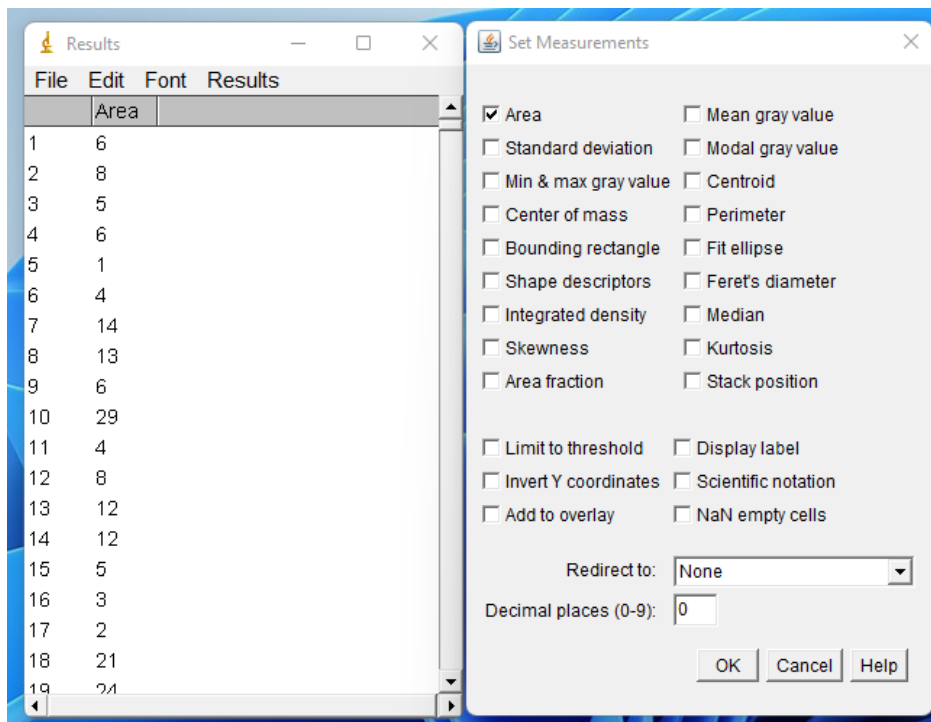 Results
File Edit Font Results
Area
1 6
2 8
3 5
4 6
5 1
6 4
7 14
8 13
9 6
10 29
11 4
12 8
13 12
14 12
15 5
16 3
17 2
18 21
19 24
Set Measurements
Area Mean gray value
Standard deviation Modal gray value
Min & max gray value Centroid
Center of mass Perimeter
Bounding rectangle Fit ellipse
Shape descriptors Feret's diameter
Integrated density Median
Skewness Kurtosis
Area fraction Stack position
Limit to threshold Display label
Invert Y coordinates Scientific notation
Add to overlay NaN empty cells
Redirect to: None
Decimal places (0-9): 0
OK Cancel Help